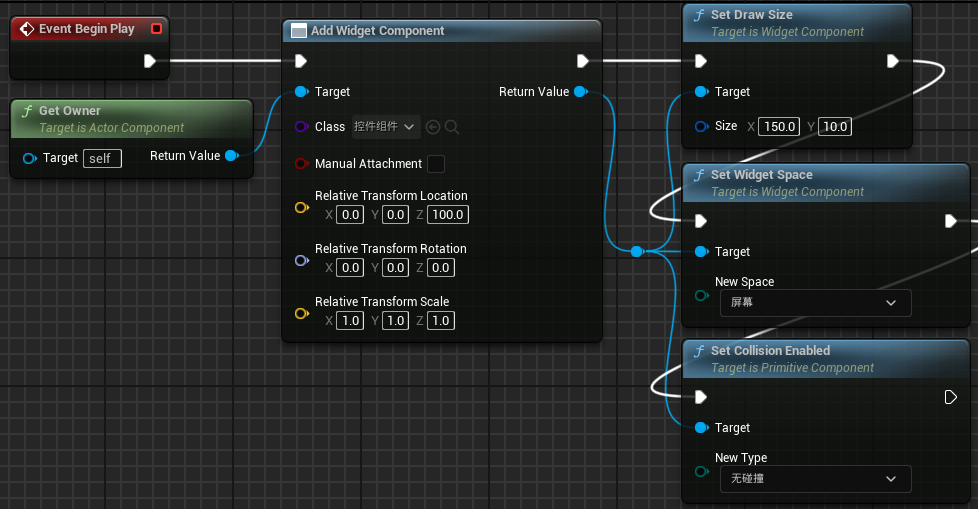 Event Begin Play
ƒ Get Owner
Target is Actor Component
Target self
Return Value
Add Widget Component
Target
Return Value
Class 控件组件
Manual Attachment
Relative Transform Location
X 0.0 Y 0.0 Z 100.0
Relative Transform Rotation
X 0.0 Y 0.0 Z 0.0
Relative Transform Scale
X 1.0 Y 1.0 Z 1.0
ƒ Set Draw Size
Target is Widget Component
Target
Size X 150.0 Y 10.0
ƒ Set Widget Space
Target is Widget Component
Target
New Space
屏幕
ƒ Set Collision Enabled
Target is Primitive Component
Target
New Type
无碰撞